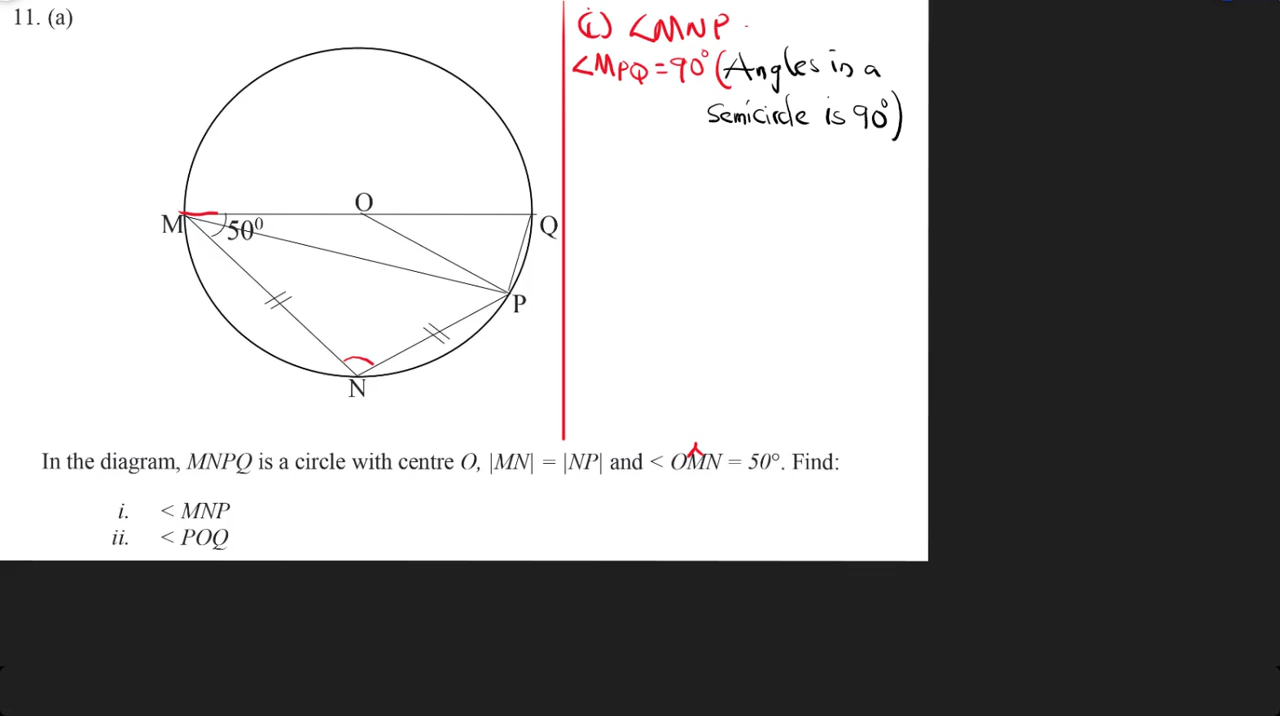 11. (a)
(i) <MNP
<MPQ=90° (Angles in a
Semicircle is 90°)
O
M
50⁰
Q
P
N
In the diagram, MNPQ is a circle with centre O, |MN| = |NP| and < OMN = 50°. Find:
i. < MNP
ii. < POQ